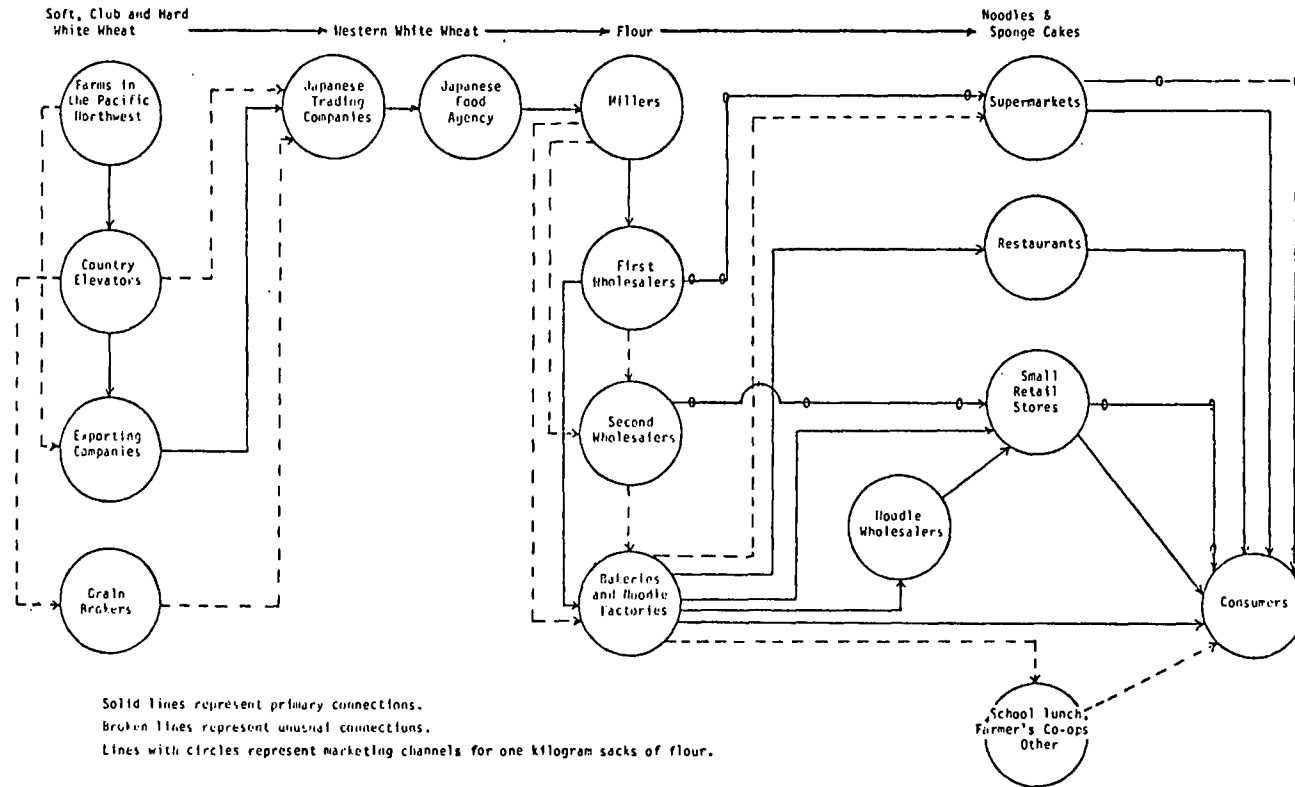 Soft, Club and Hard
White Wheat
Western White Wheat
Flour
Noodles &
Sponge Cakes
Farms in
the Pacific
Northwest
Japanese
Trading
Companies
Japanese
Food
Agency
Millers
Supermarkets
Country
Elevators
First
Wholesalers
Restaurants
Exporting
Companies
Second
Wholesalers
Small
Retail
Stores
Noodle
Wholesalers
Grain
Brokers
Bakeries
and Noodle
Factories
Consumers
School lunch
Farmer's Co-ops
Other
Solid lines represent primary connections.
Broken lines represent unusual connections.
Lines with circles represent marketing channels for one kilogram sacks of flour.